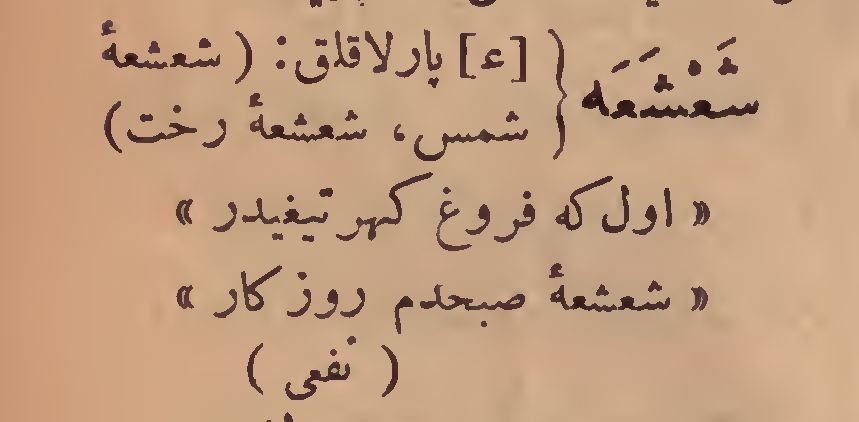 شَعْشَعَه } [ع] پارلاقلق: ( شعشعهٔ
شمس، شعشعهٔ رخت)
« اول كه فروغ كهر تيغيدر »
« شعشعهٔ صبحدم روزكار »
( نفعى )